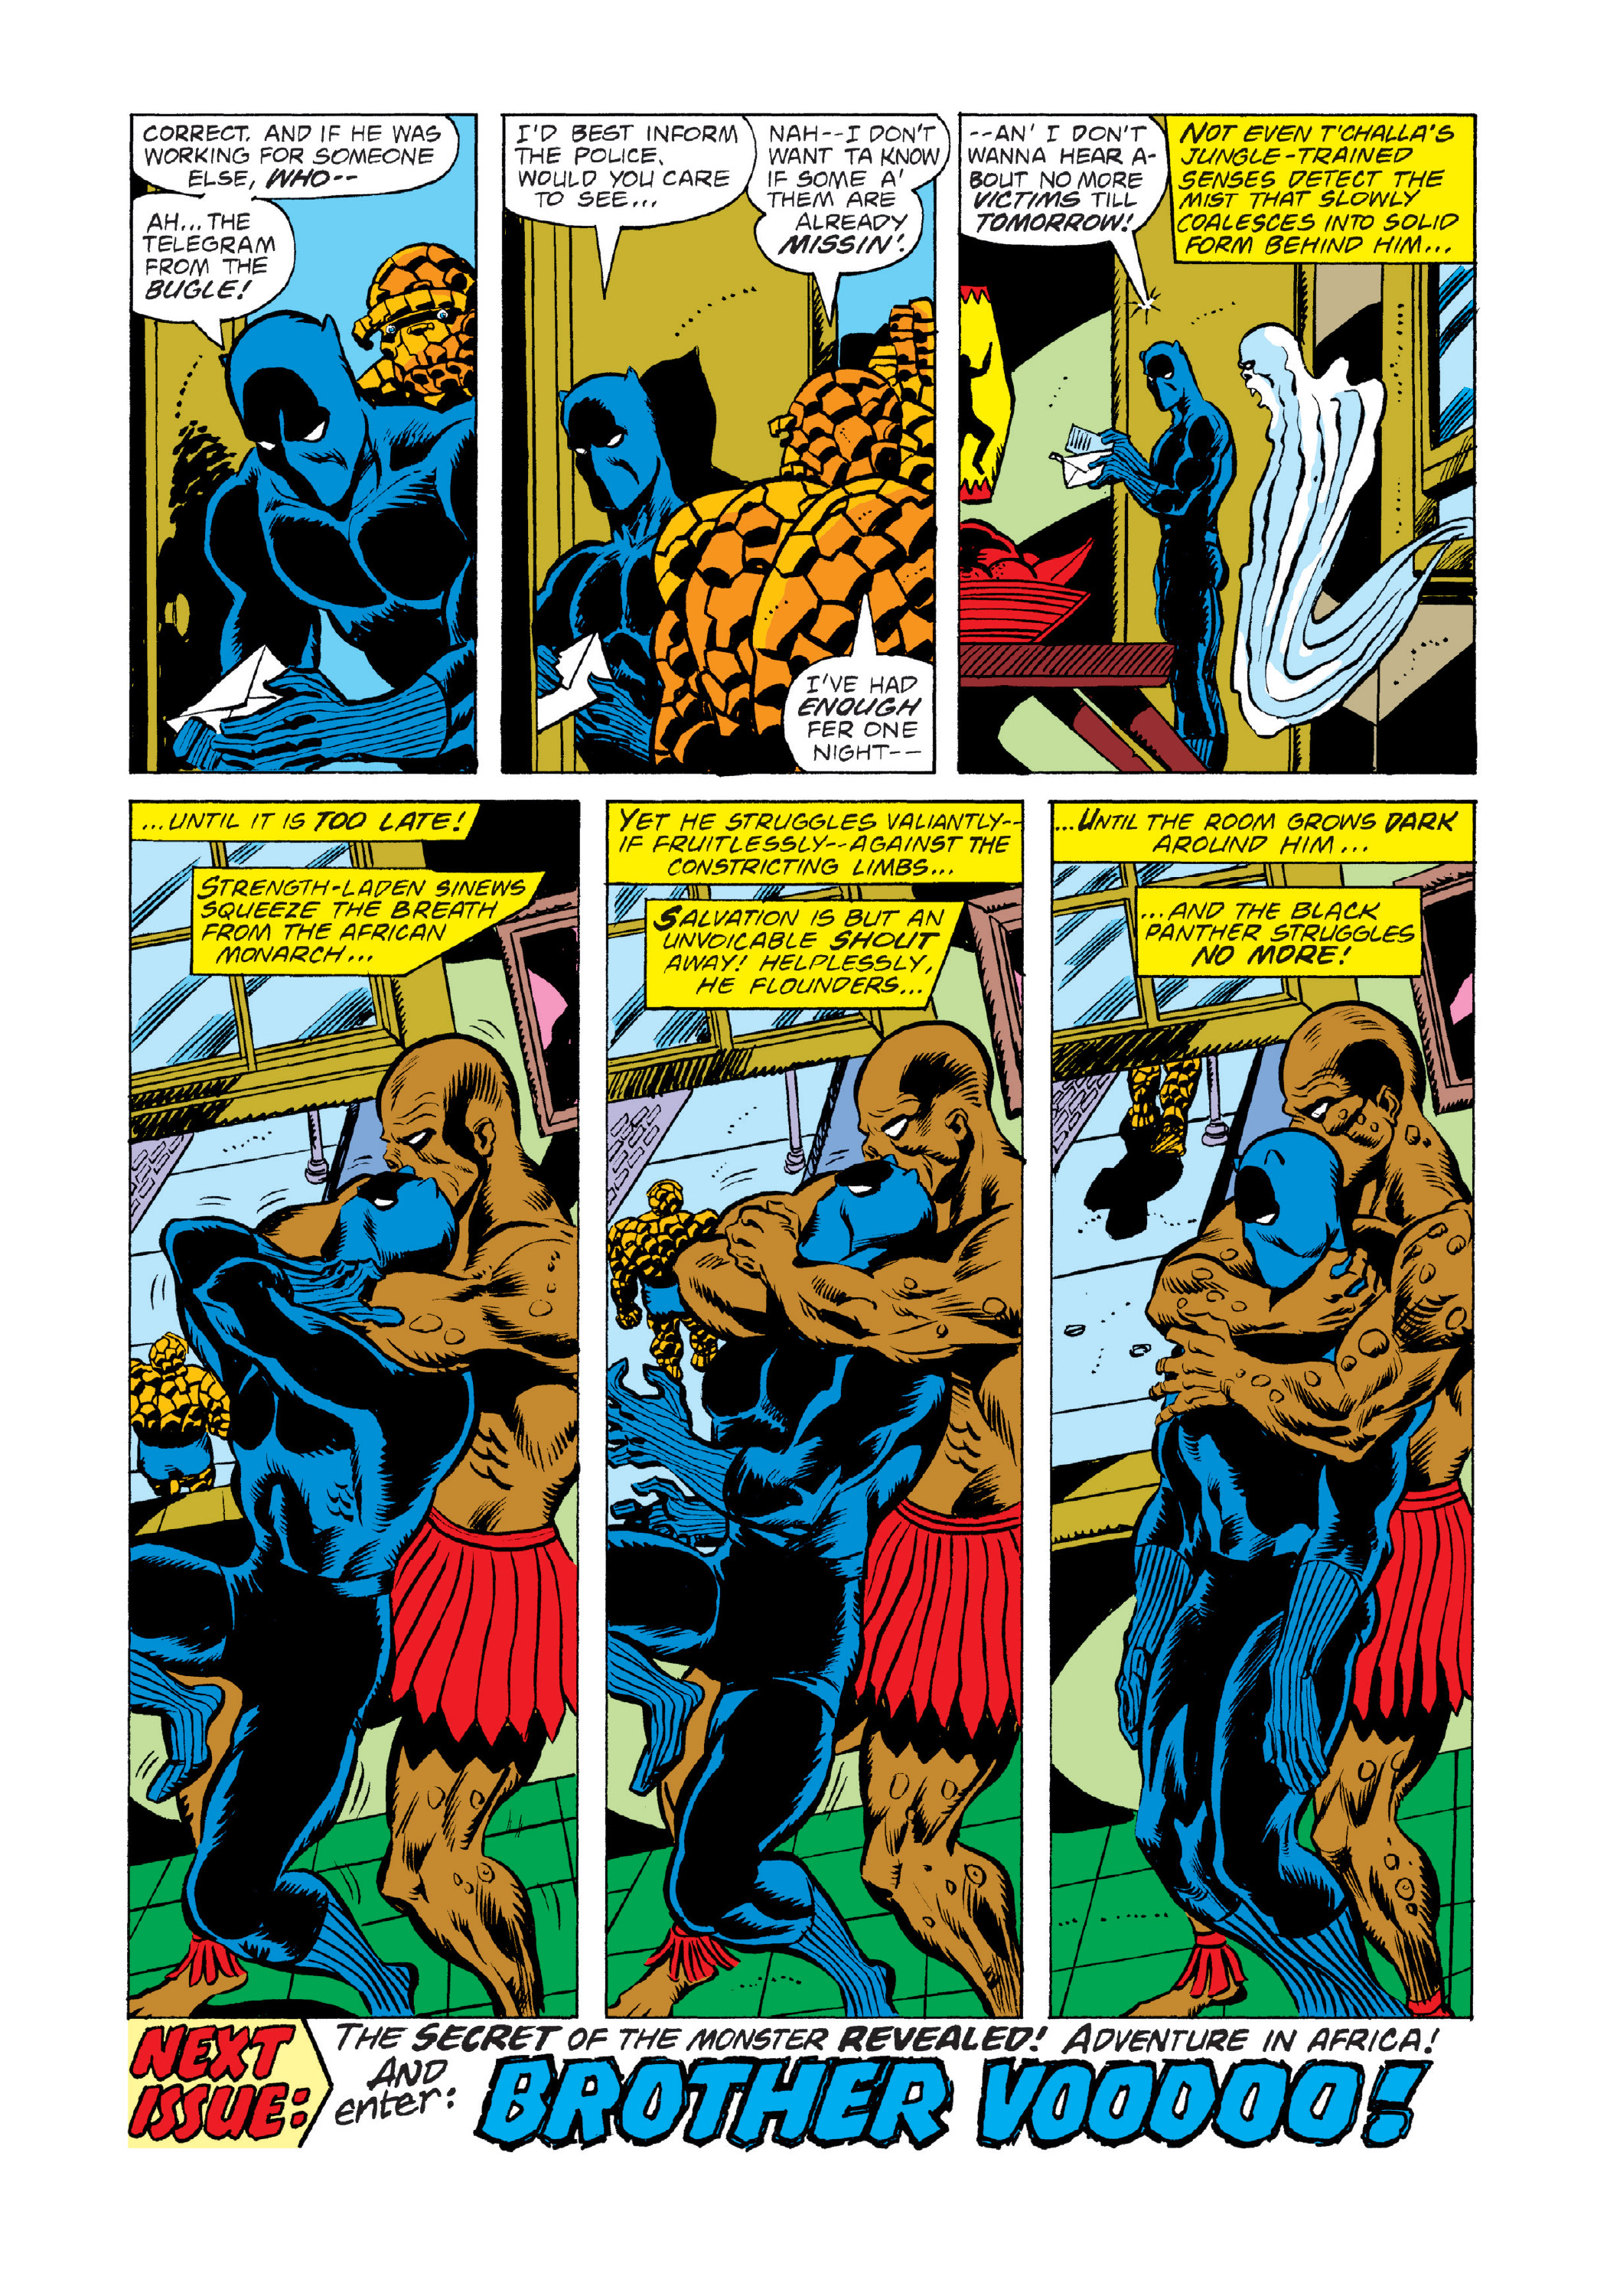 CORRECT. AND IF HE WAS
WORKING FOR SOMEONE
ELSE, WHO--
AH...THE
TELEGRAM
FROM THE
BUGLE!
I'D BEST INFORM
THE POLICE.
WOULD YOU CARE
TO SEE...
NAH--I DON'T
WANT TA KNOW
IF SOME A'
THEM ARE
ALREADY
MISSIN'.
I'VE HAD
ENOUGH
FER ONE
NIGHT--
--AN' I DON'T
WANNA HEAR A-
BOUT NO MORE
VICTIMS TILL
TOMORROW!
NOT EVEN T'CHALLA'S
JUNGLE-TRAINED
SENSES DETECT THE
MIST THAT SLOWLY
COALESCES INTO SOLID
FORM BEHIND HIM...
...UNTIL IT IS TOO LATE!
STRENGTH-LADEN SINEWS
SQUEEZE THE BREATH
FROM THE AFRICAN
MONARCH...
YET HE STRUGGLES VALIANTLY--
IF FRUITLESSLY--AGAINST THE
CONSTRICTING LIMBS...
SALVATION IS BUT AN
UNVOICABLE SHOUT
AWAY! HELPLESSLY,
HE FLOUNDERS...
...UNTIL THE ROOM GROWS DARK
AROUND HIM...
...AND THE BLACK
PANTHER STRUGGLES
NO MORE!
NEXT
ISSUE:
THE SECRET OF THE MONSTER REVEALED! ADVENTURE IN AFRICA!
AND
enter:
BROTHER VOODOO!